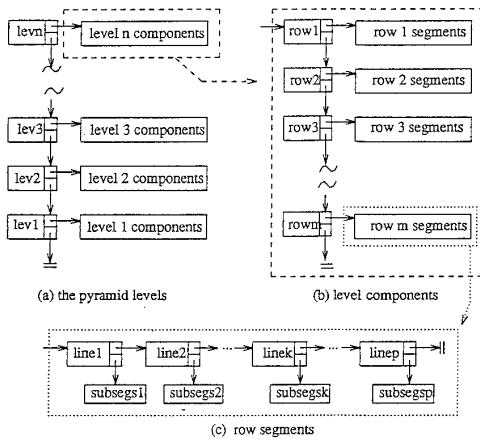 levn
level n components
lev3
level 3 components
lev2
level 2 components
lev1
level 1 components
(a) the pyramid levels
row1
row 1 segments
row2
row 2 segments
row3
row 3 segments
rowm
row m segments
(b) level components
line1
line2
...
linek
...
linep
subsegs1
subsegs2
subsegsk
subsegsp
(c) row segments